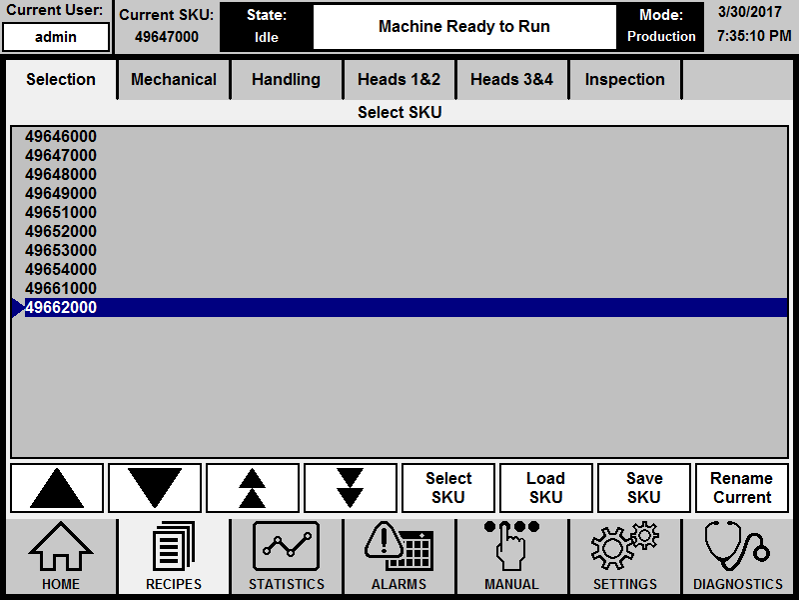 Current User:
admin
Current SKU:
49647000
State:
Idle
Machine Ready to Run
Mode:
Production
3/30/2017
7:35:10 PM
Selection
Mechanical
Handling
Heads 1&2
Heads 3&4
Inspection
Select SKU
49646000
49647000
49648000
49649000
49651000
49652000
49653000
49654000
49661000
49662000
Select
SKU
Load
SKU
Save
SKU
Rename
Current
HOME
RECIPES
STATISTICS
ALARMS
MANUAL
SETTINGS
DIAGNOSTICS